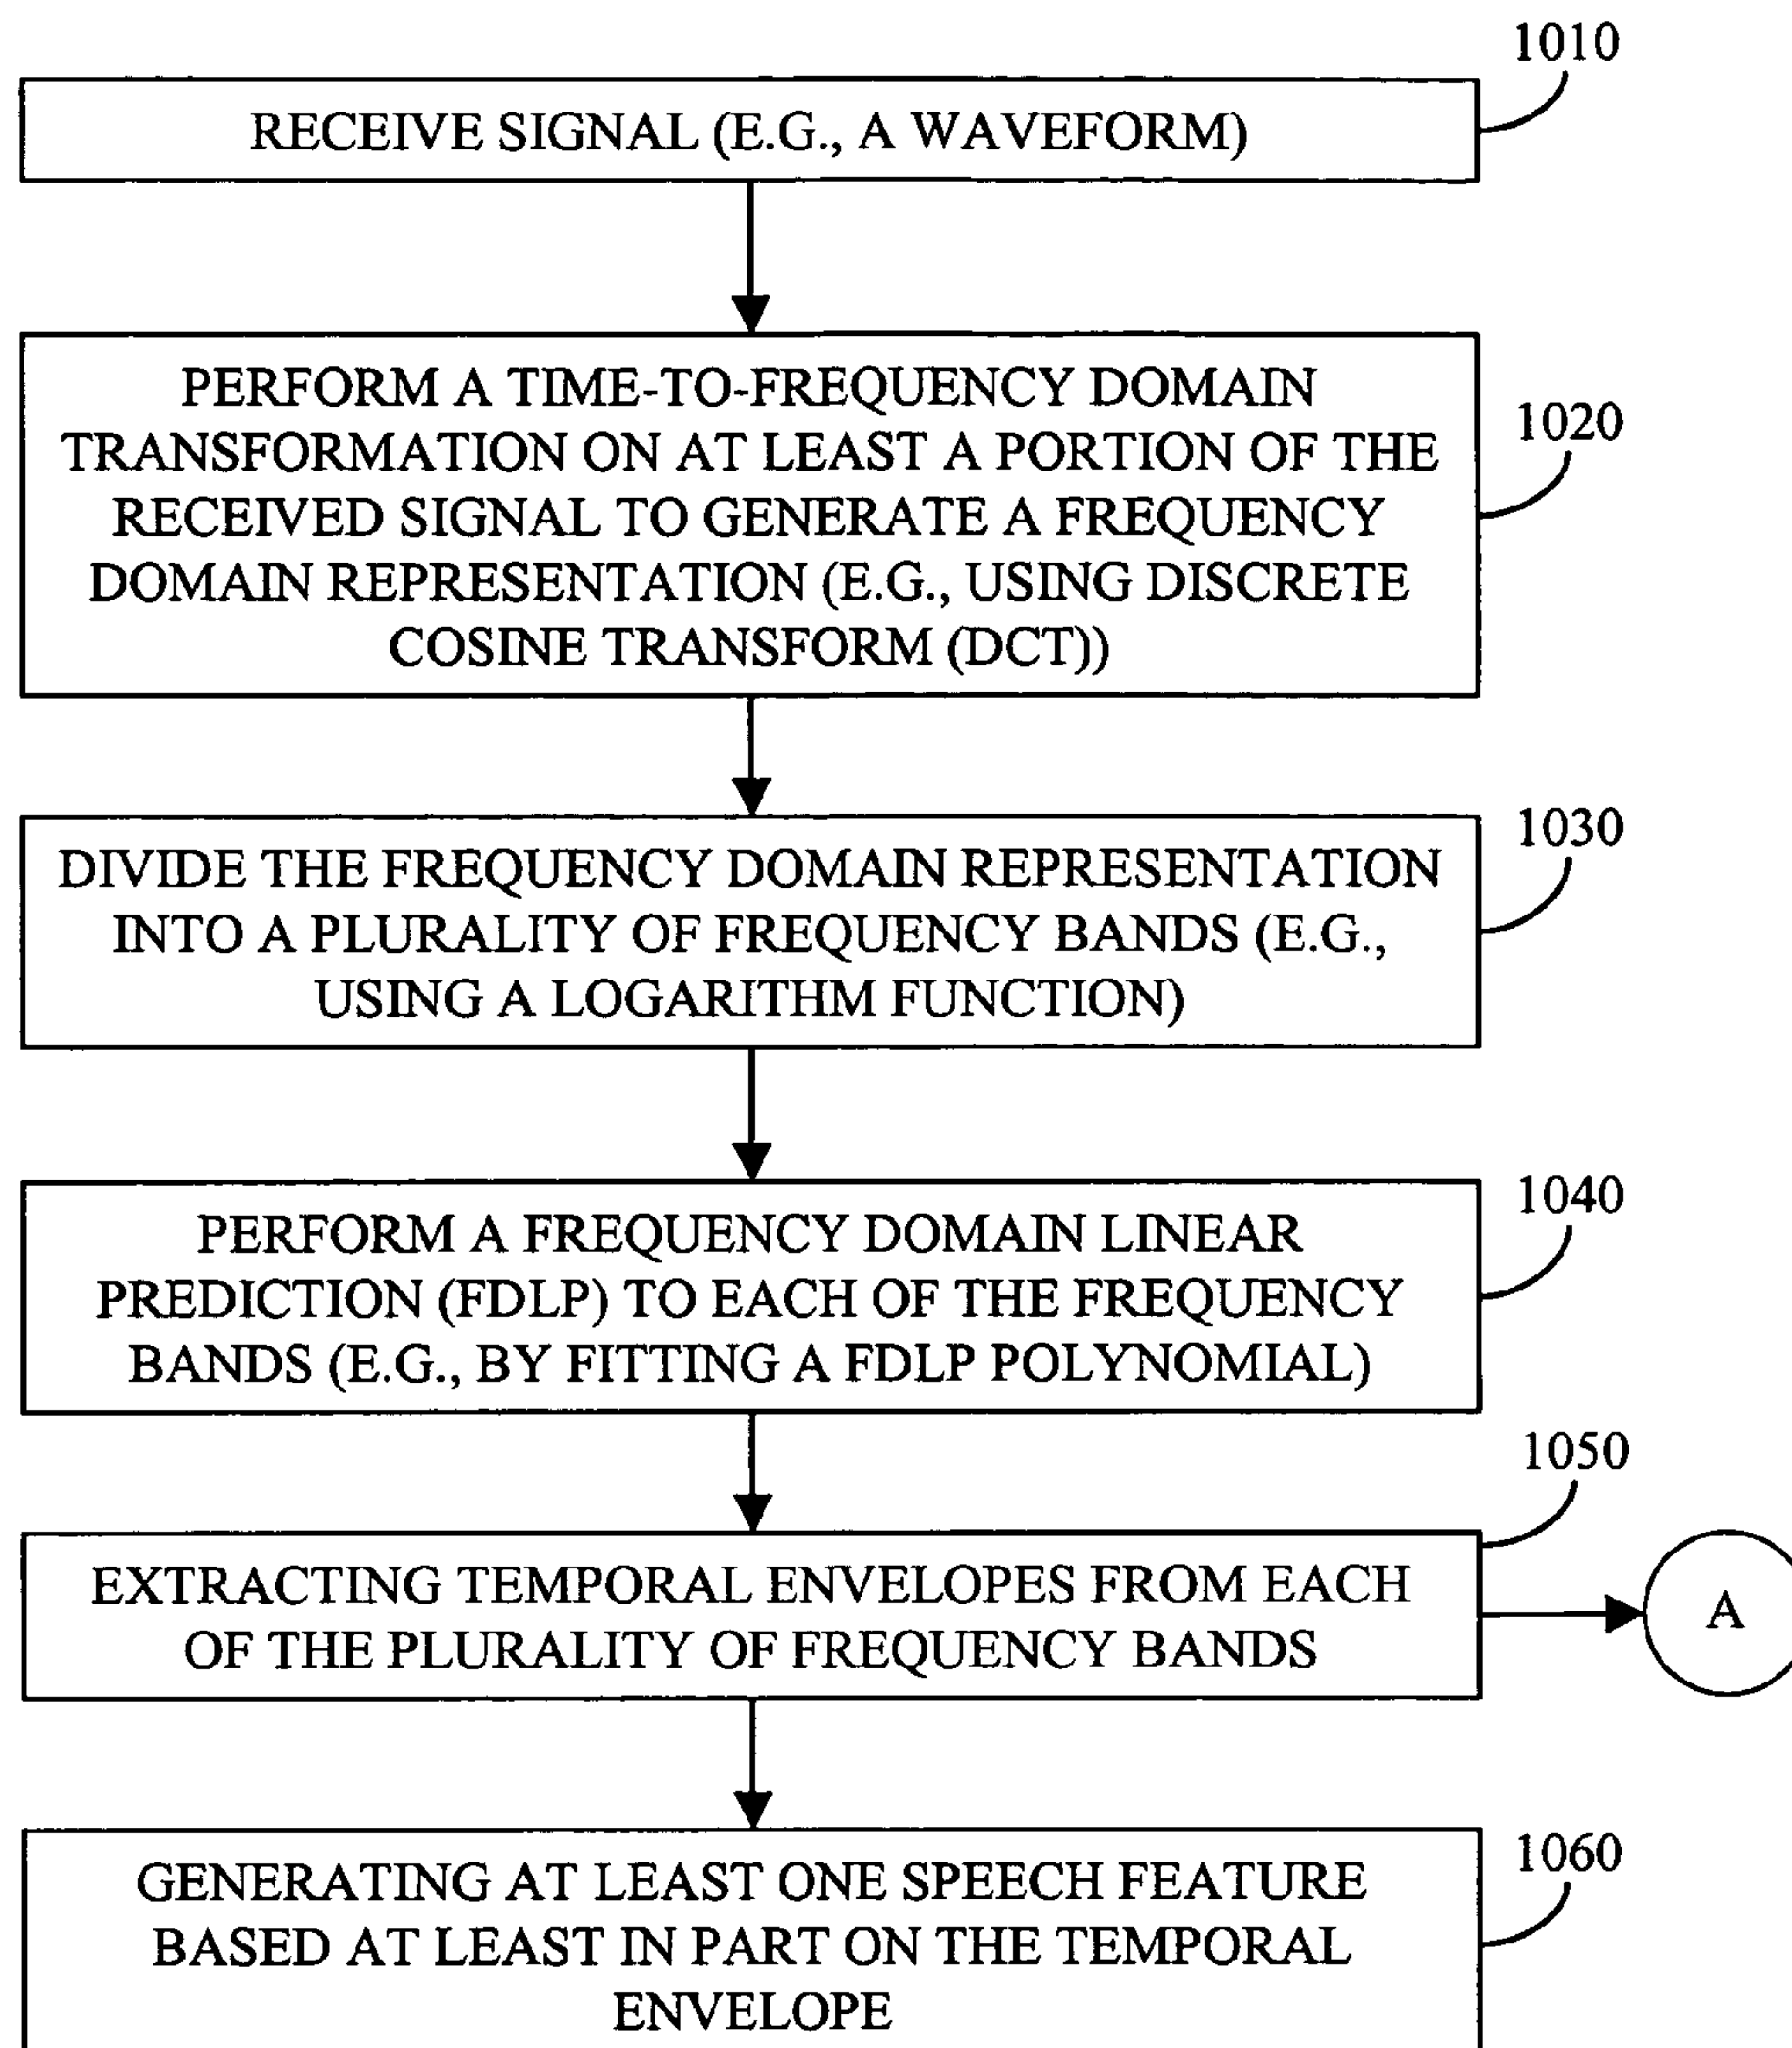 1010
RECEIVE SIGNAL (E.G., A WAVEFORM)
PERFORM A TIME-TO-FREQUENCY DOMAIN
TRANSFORMATION ON AT LEAST A PORTION OF THE
RECEIVED SIGNAL TO GENERATE A FREQUENCY
DOMAIN REPRESENTATION (E.G., USING DISCRETE
COSINE TRANSFORM (DCT))
1020
DIVIDE THE FREQUENCY DOMAIN REPRESENTATION
INTO A PLURALITY OF FREQUENCY BANDS (E.G.,
USING A LOGARITHM FUNCTION)
1030
PERFORM A FREQUENCY DOMAIN LINEAR
PREDICTION (FDLP) TO EACH OF THE FREQUENCY
BANDS (E.G., BY FITTING A FDLP POLYNOMIAL)
1040
1050
EXTRACTING TEMPORAL ENVELOPES FROM EACH
OF THE PLURALITY OF FREQUENCY BANDS
A
GENERATING AT LEAST ONE SPEECH FEATURE
BASED AT LEAST IN PART ON THE TEMPORAL
ENVELOPE
1060